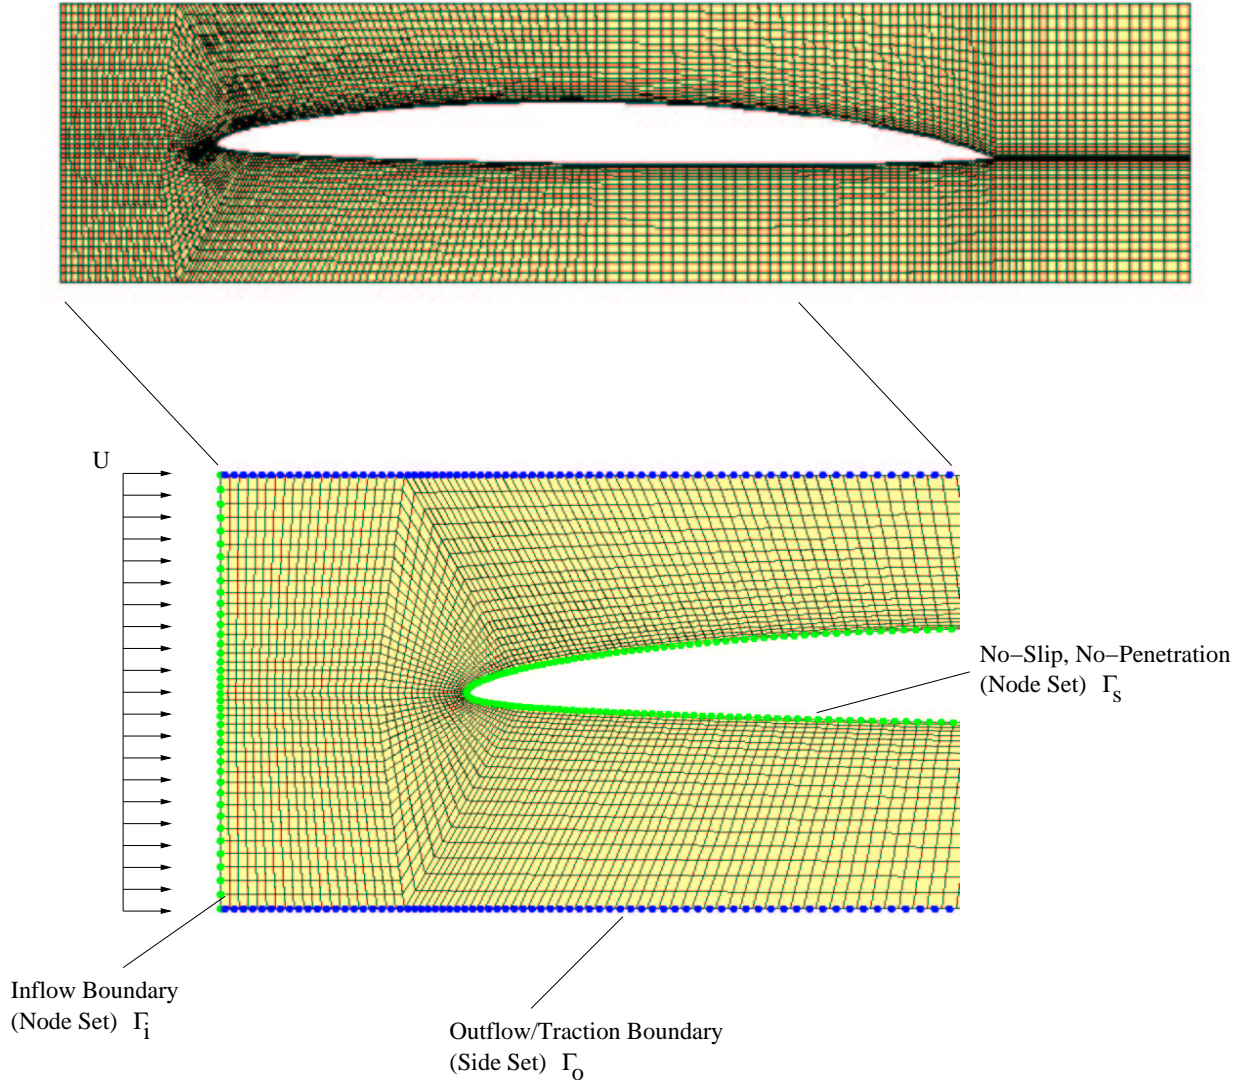 U
No−Slip, No−Penetration
(Node Set) Γs
Inflow Boundary
(Node Set) Γi
Outflow/Traction Boundary
(Side Set) Γo